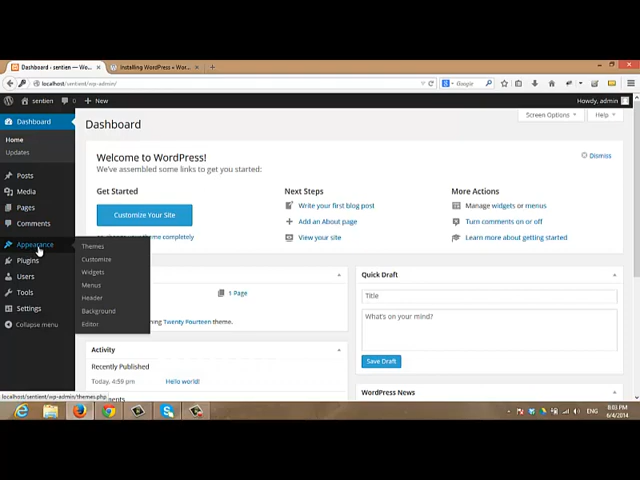 Dashboard ‹ sentien — Wo... ×
Installing WordPress « Wor... ×
localhost/sentient/wp-admin/
Google
sentien 0 + New
Howdy, admin
Dashboard
Home
Updates
Posts
Media
Pages
Comments
Appearance
Plugins
Users
Tools
Settings
Collapse menu
Themes
Customize
Widgets
Menus
Header
Background
Editor
Dashboard
Screen Options
Help
Welcome to WordPress!
We've assembled some links to get you started:
Dismiss
Get Started
Customize Your Site
theme completely
Next Steps
Write your first blog post
Add an About page
View your site
More Actions
Manage widgets or menus
Turn comments on or off
Learn more about getting started
1 Page
Twenty Fourteen theme.
Activity
Recently Published
Today, 4:59 pm Hello world!
Quick Draft
Title
What's on your mind?
Save Draft
WordPress News
localhost/sentient/wp-admin/themes.php
ENG
8:03 PM
6/4/2014